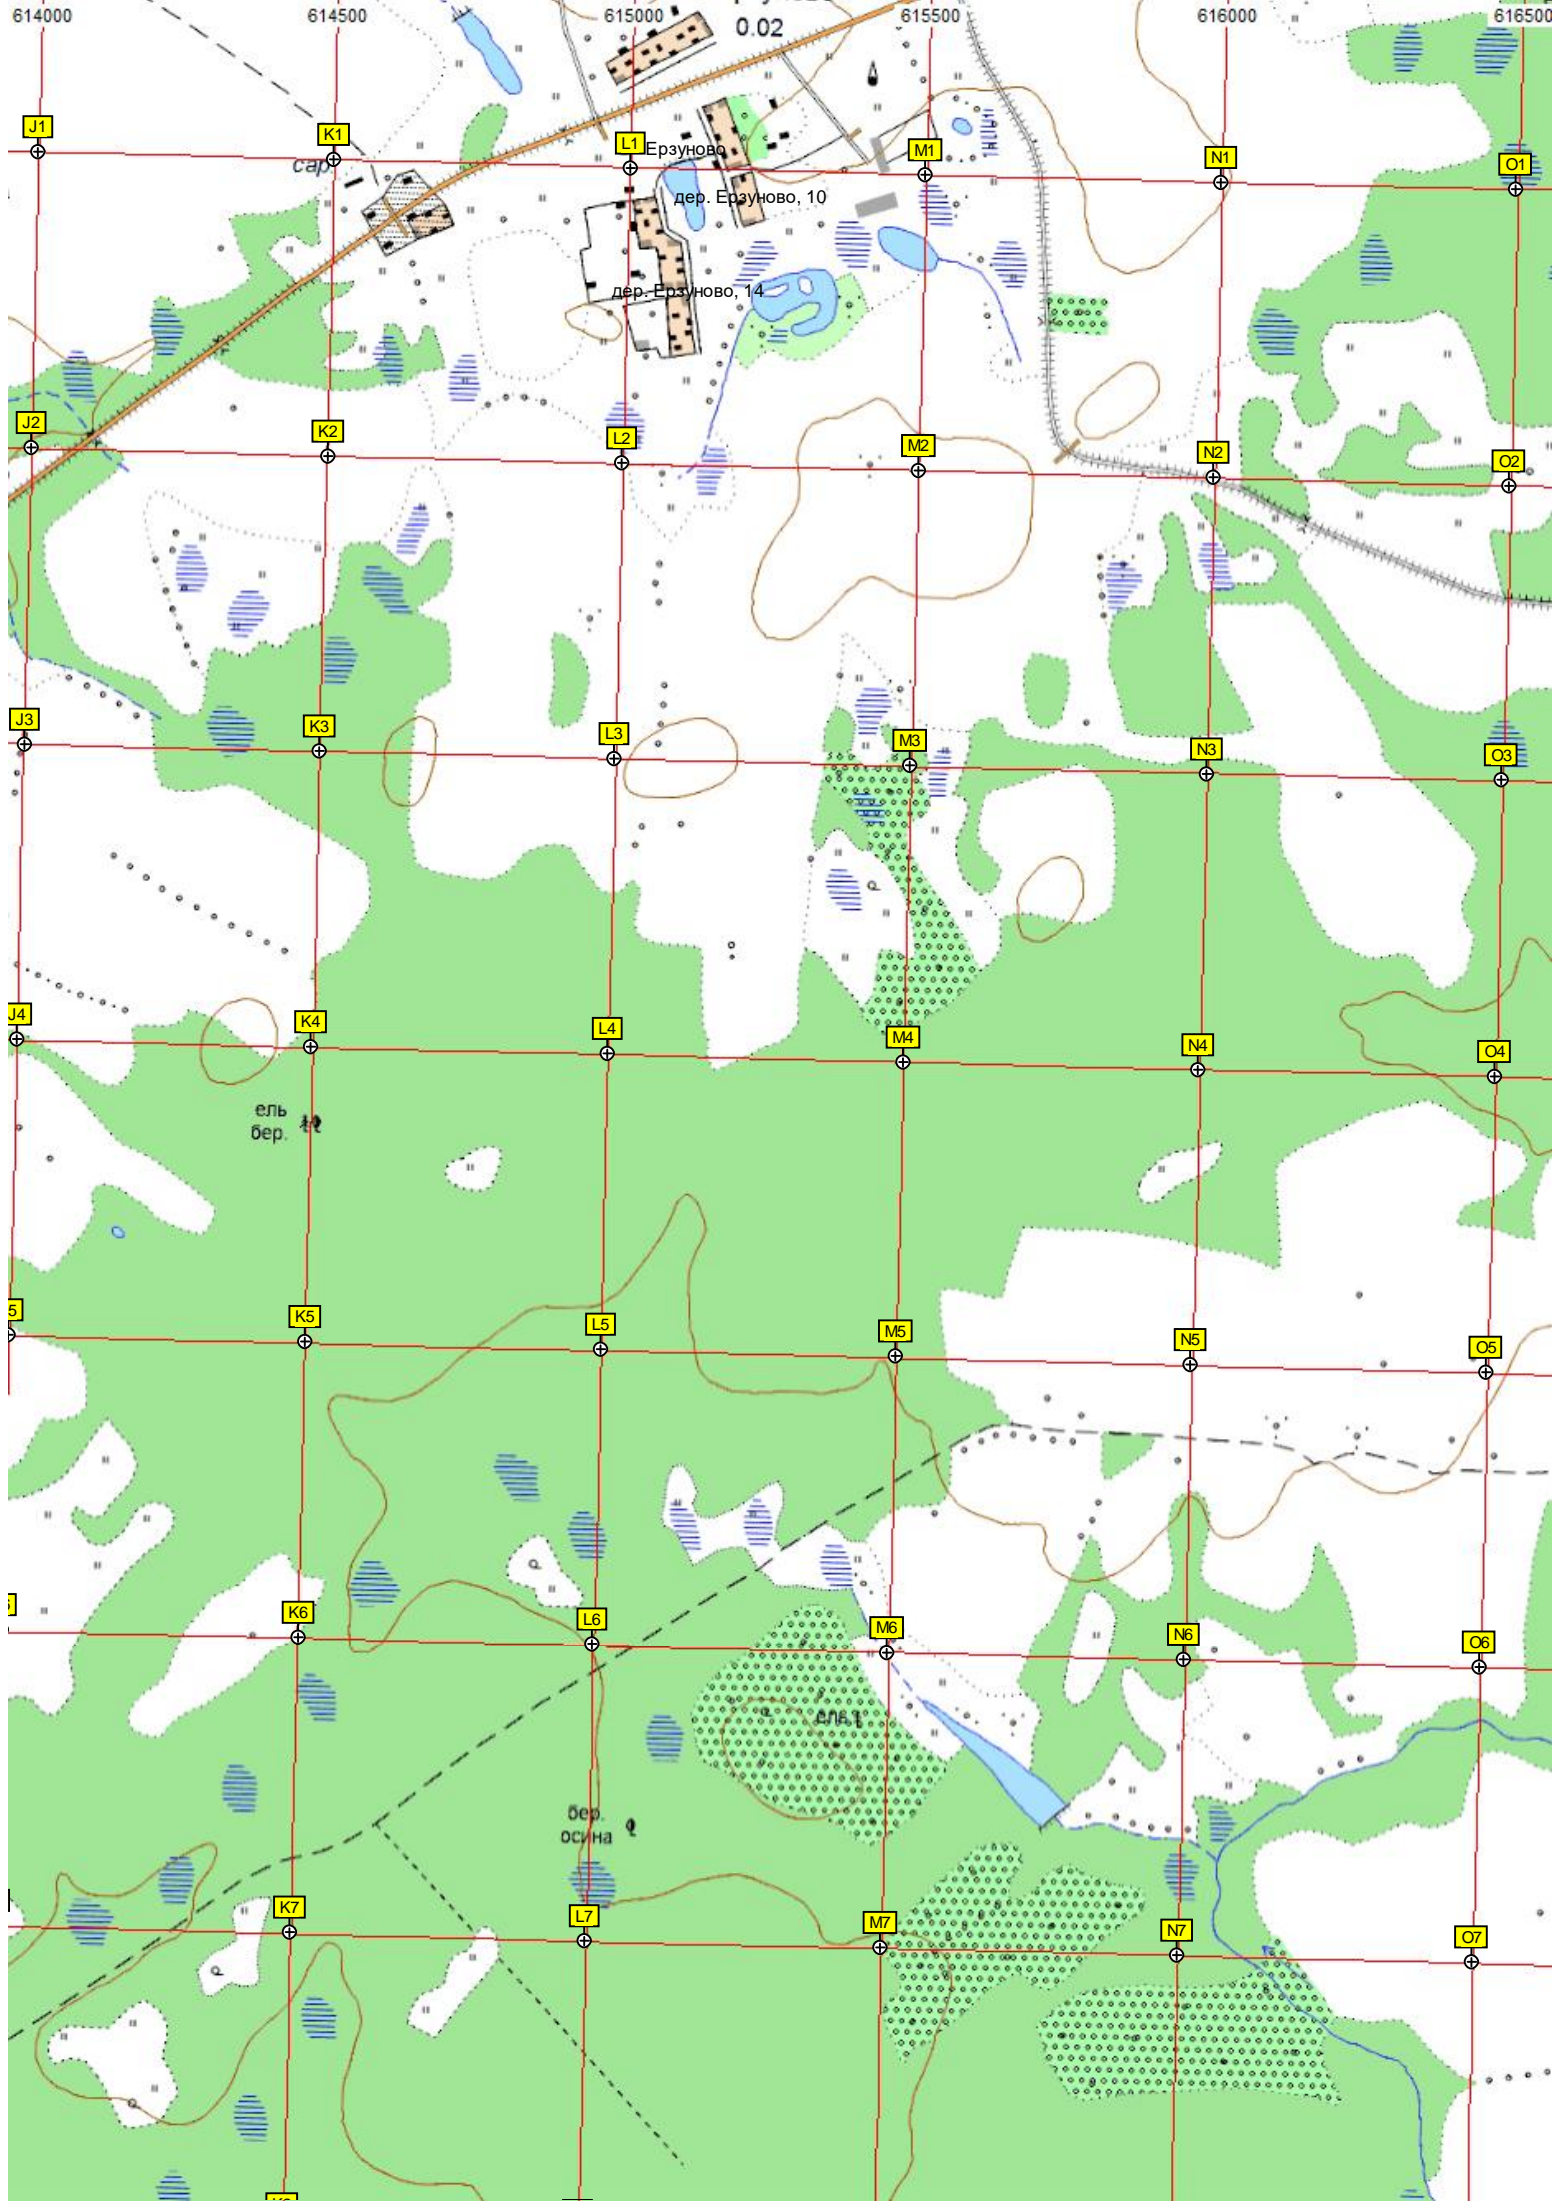 614000 614500 615000 615500 616000 616500
0.02
J1 K1 L1 M1 N1 O1
Ерзуново
сар.
дер. Ерзуново, 10
дер. Ерзуново, 14
J2 K2 L2 M2 N2 O2
J3 K3 L3 M3 N3 O3
J4 K4 L4 M4 N4 O4
ель
бер.
5 K5 L5 M5 N5 O5
K6 L6 M6 N6 O6
ель
бер.
осина
K7 L7 M7 N7 O7